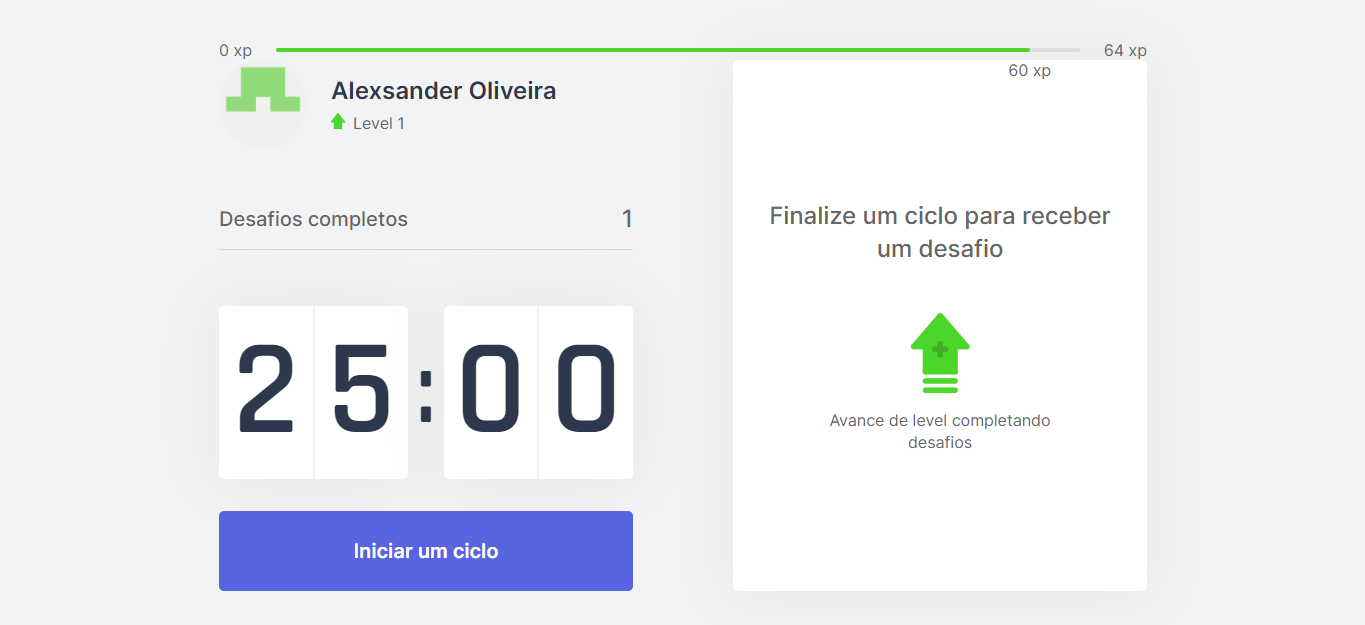 0 xp
64 xp
60 xp
Alexsander Oliveira
Level 1
Desafios completos
1
25:00
Iniciar um ciclo
Finalize um ciclo para receber
um desafio
Avance de level completando
desafios